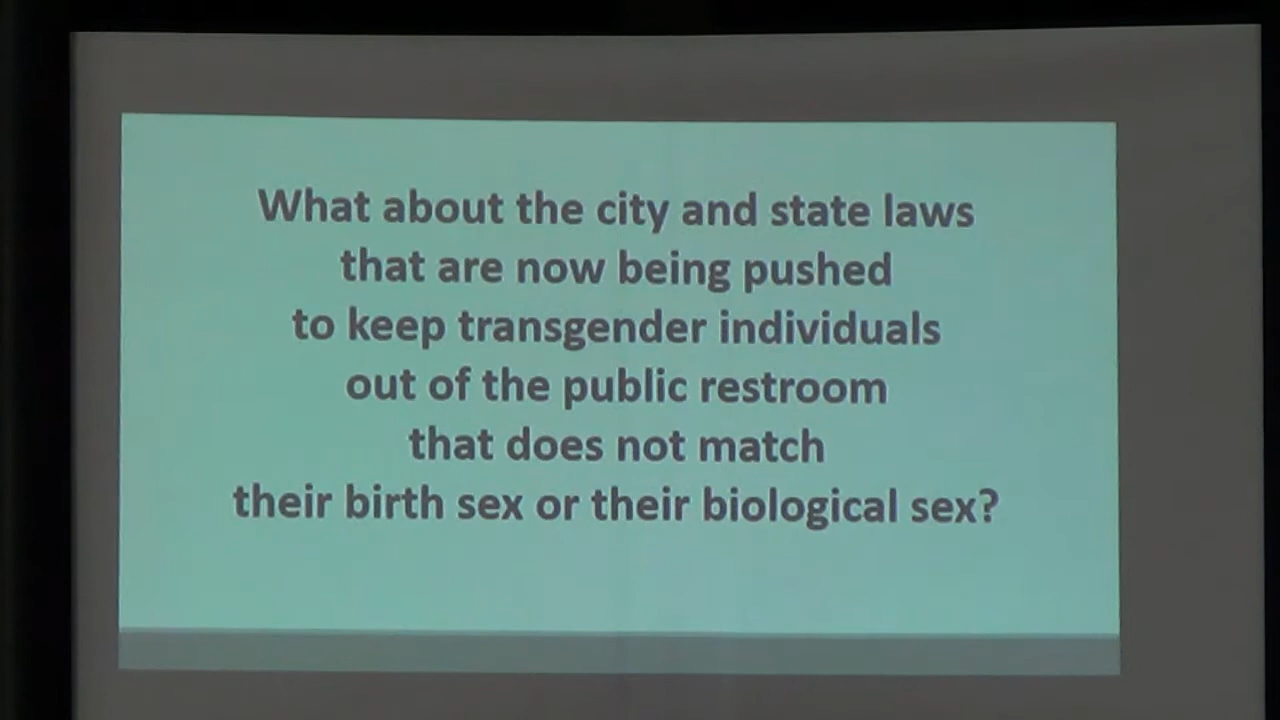 What about the city and state laws
that are now being pushed
to keep transgender individuals
out of the public restroom
that does not match
their birth sex or their biological sex?